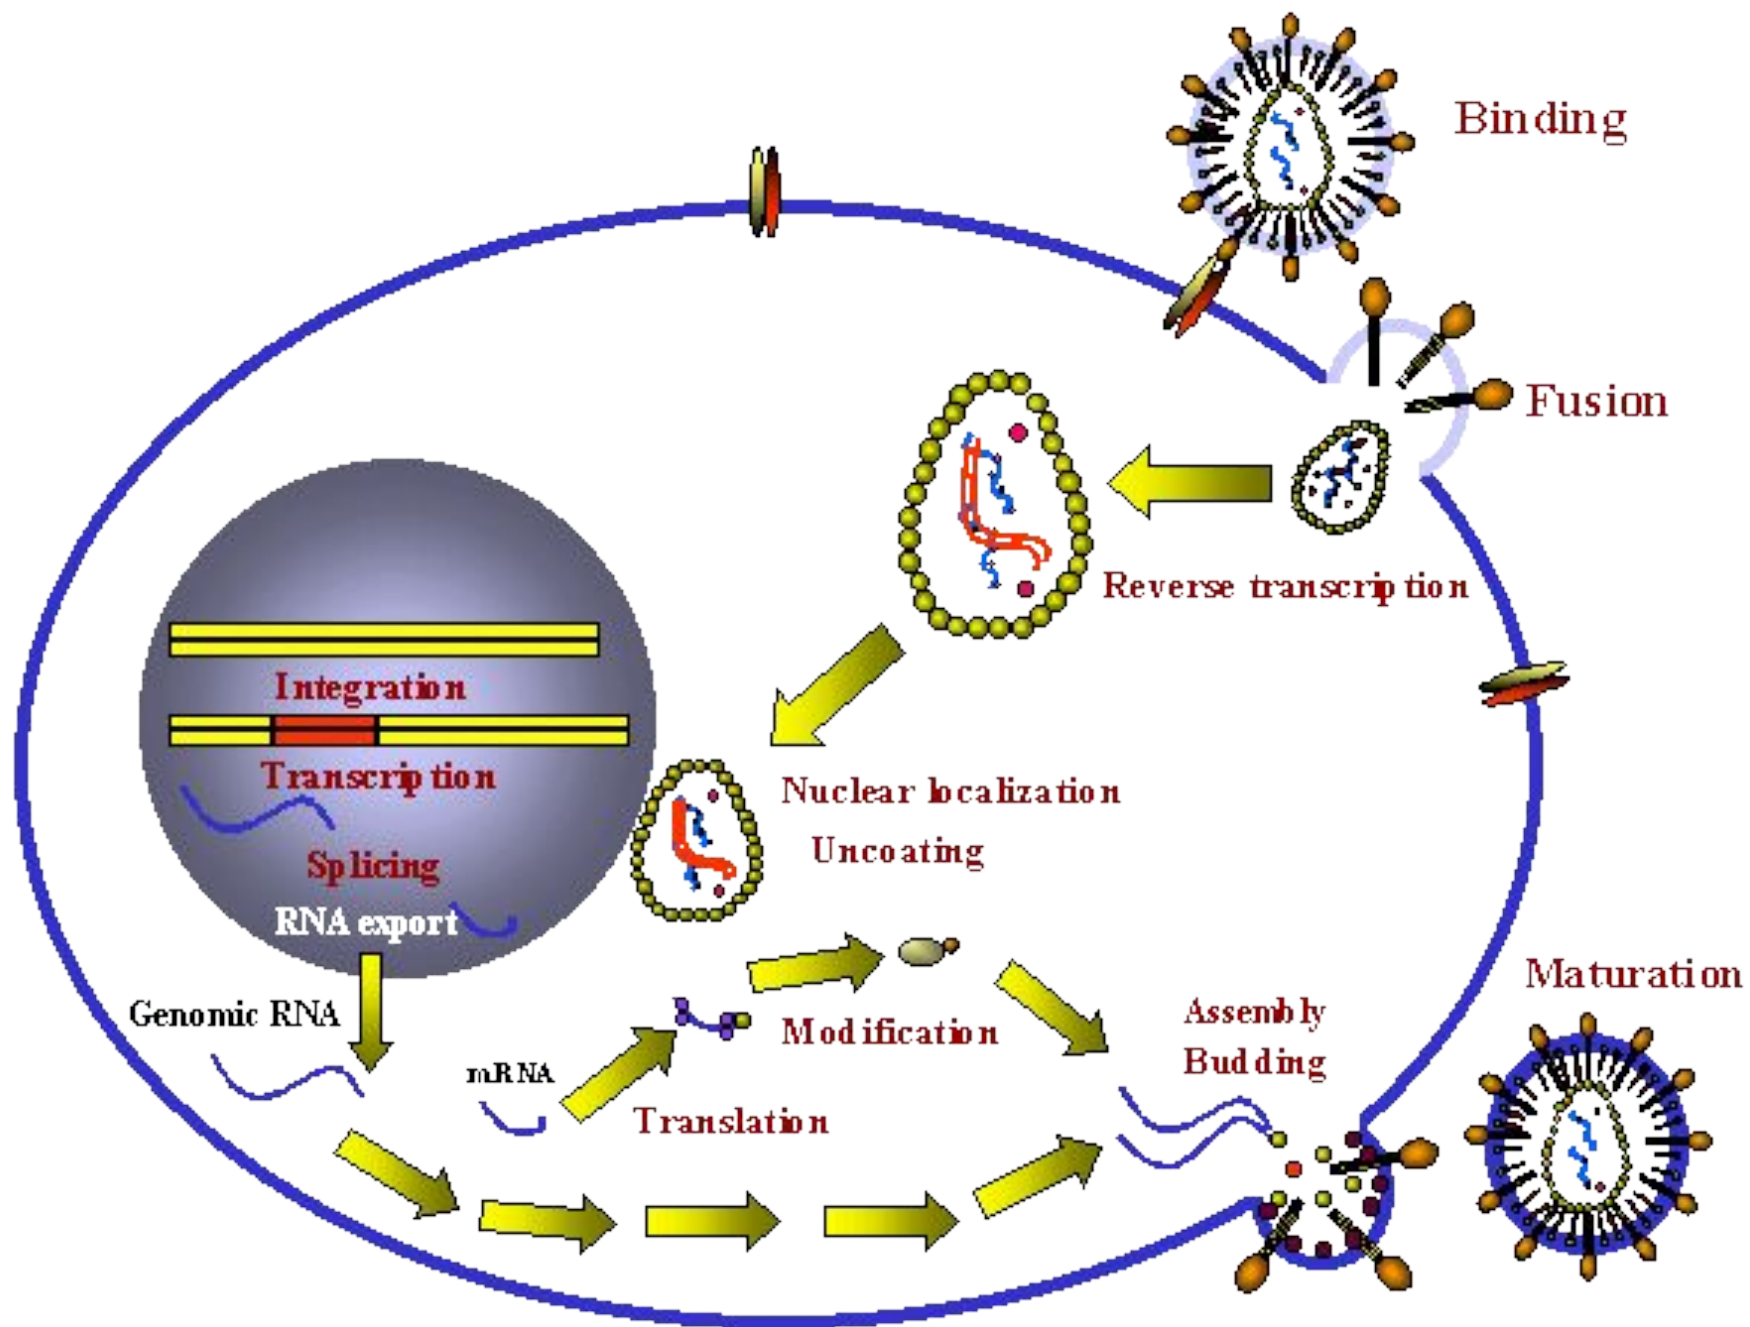 Binding
Fusion
Reverse transcription
Integration
Transcription
Nuclear localization
Uncoating
Splicing
RNA export
Genomic RNA
mRNA
Modification
Translation
Assembly
Budding
Maturation